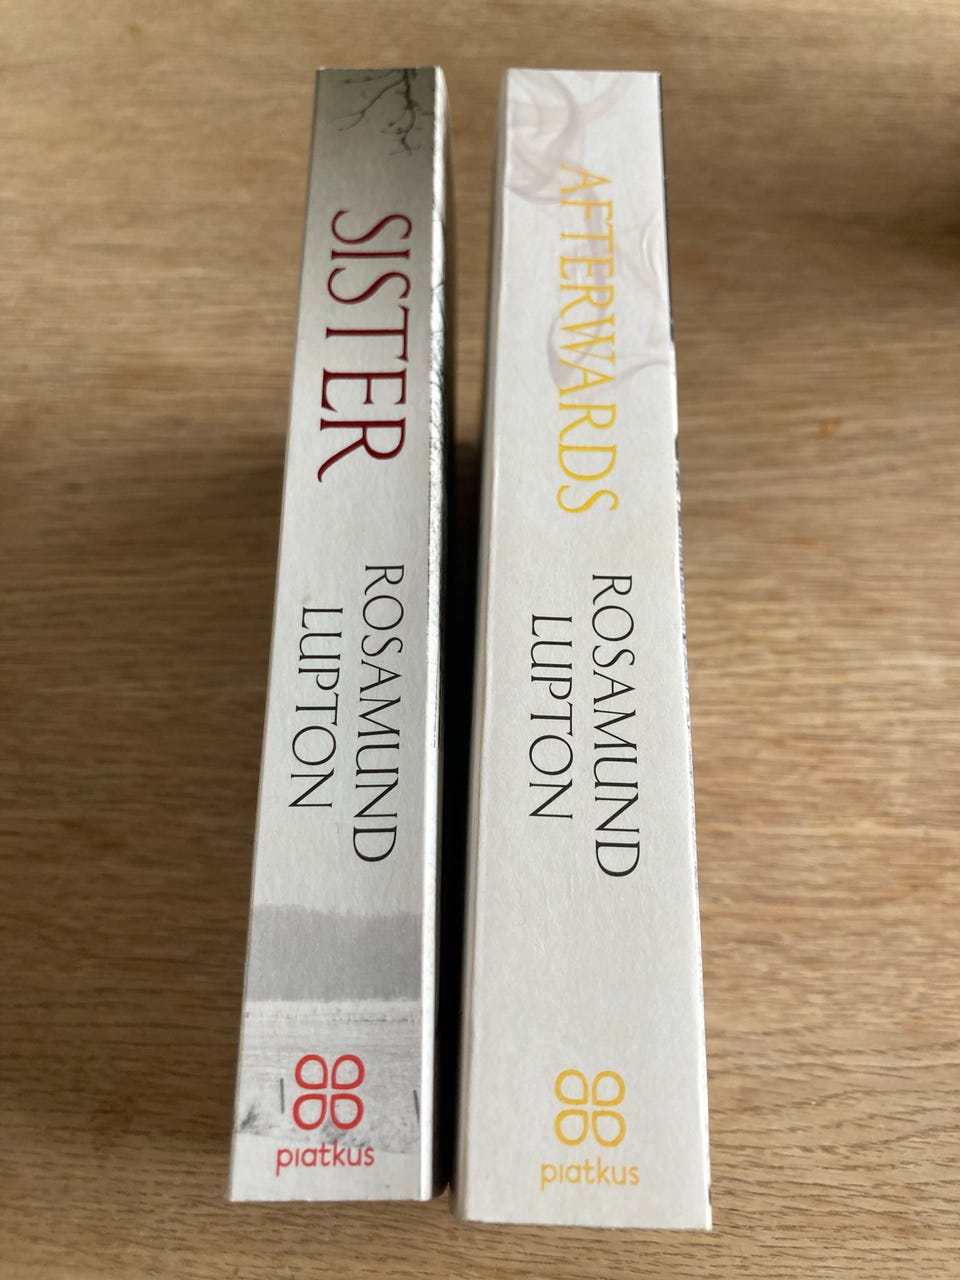 SISTER
ROSAMUND
LUPTON
piatkus
AFTERWARDS
ROSAMUND
LUPTON
piatkus